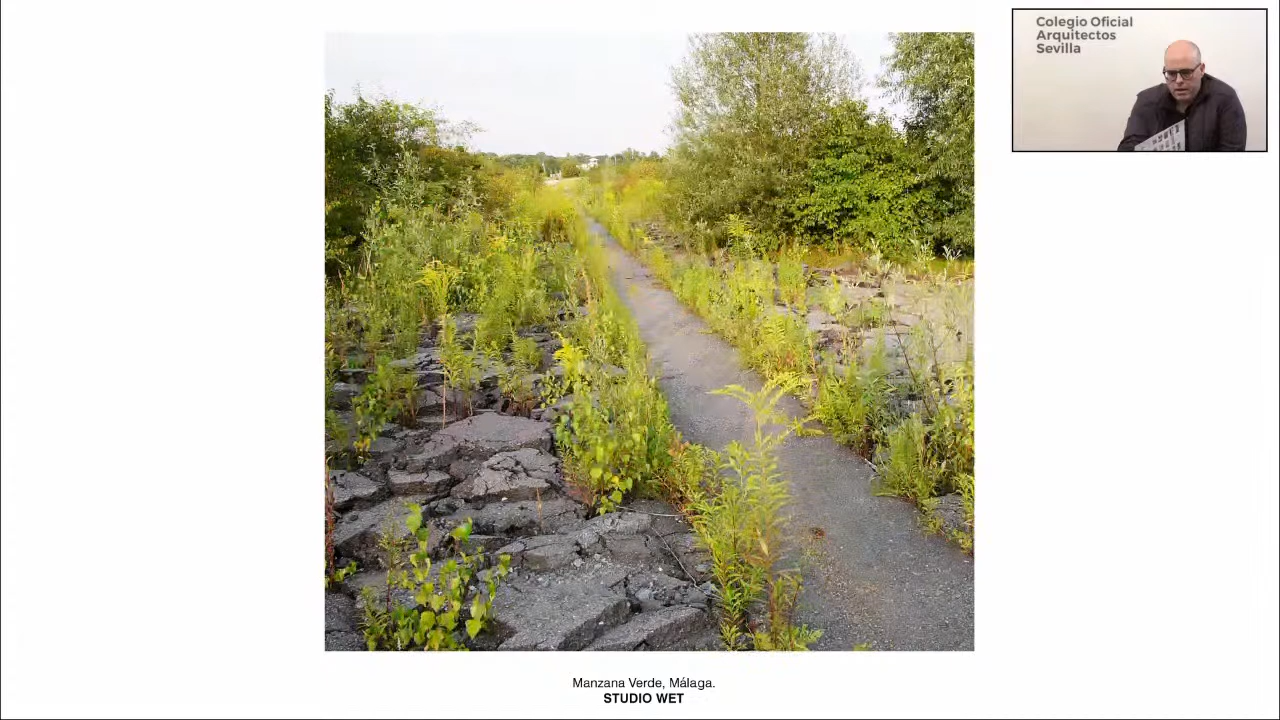 Colegio Oficial
Arquitectos
Sevilla
Manzana Verde, Málaga.
STUDIO WET